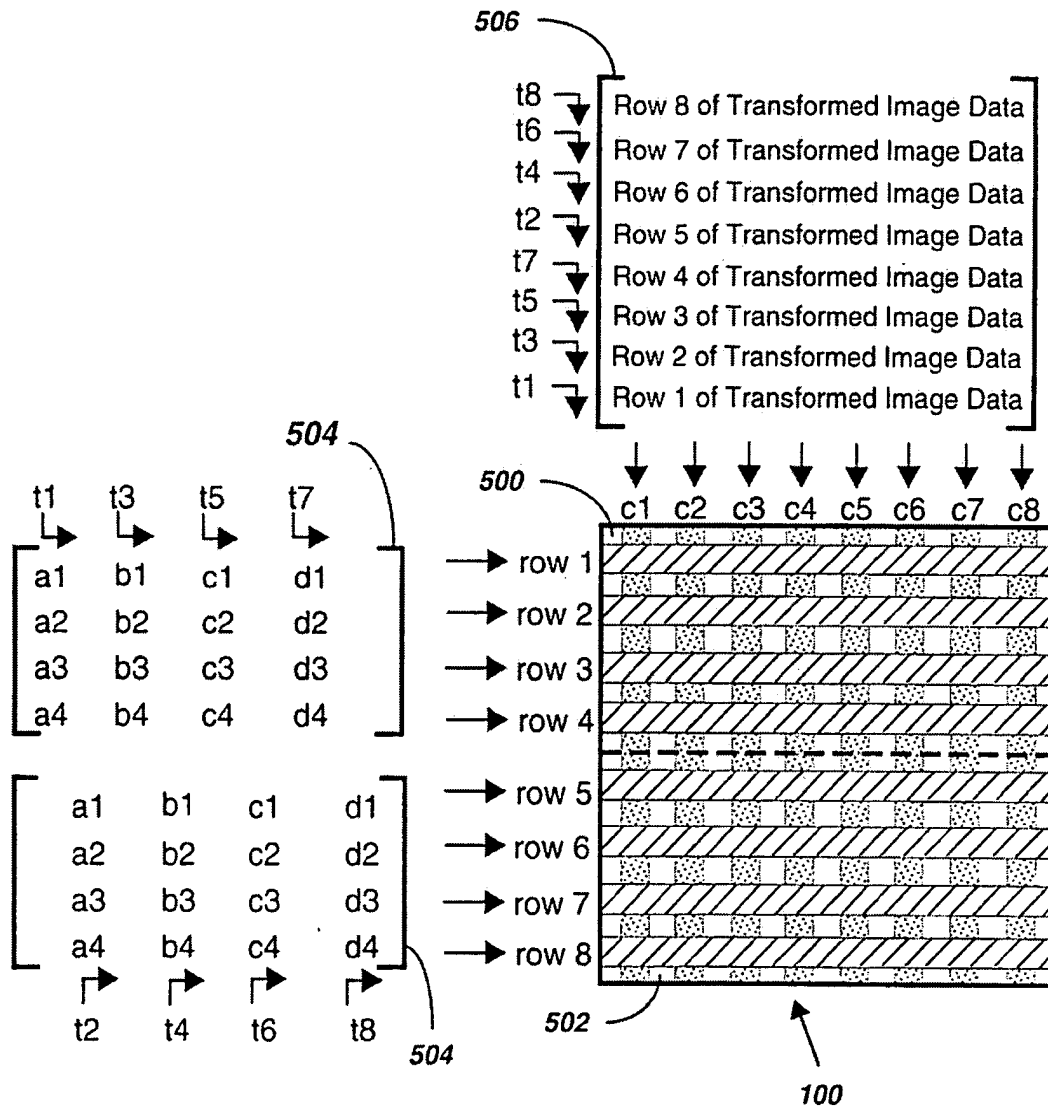 506
t8 Row 8 of Transformed Image Data
t6 Row 7 of Transformed Image Data
t4 Row 6 of Transformed Image Data
t2 Row 5 of Transformed Image Data
t7 Row 4 of Transformed Image Data
t5 Row 3 of Transformed Image Data
t3 Row 2 of Transformed Image Data
t1 Row 1 of Transformed Image Data
504
500
t1 t3 t5 t7
c1 c2 c3 c4 c5 c6 c7 c8
a1 b1 c1 d1
row 1
a2 b2 c2 d2
row 2
a3 b3 c3 d3
row 3
a4 b4 c4 d4
row 4
a1 b1 c1 d1
row 5
a2 b2 c2 d2
row 6
a3 b3 c3 d3
row 7
a4 b4 c4 d4
row 8
t2 t4 t6 t8
504
502
100